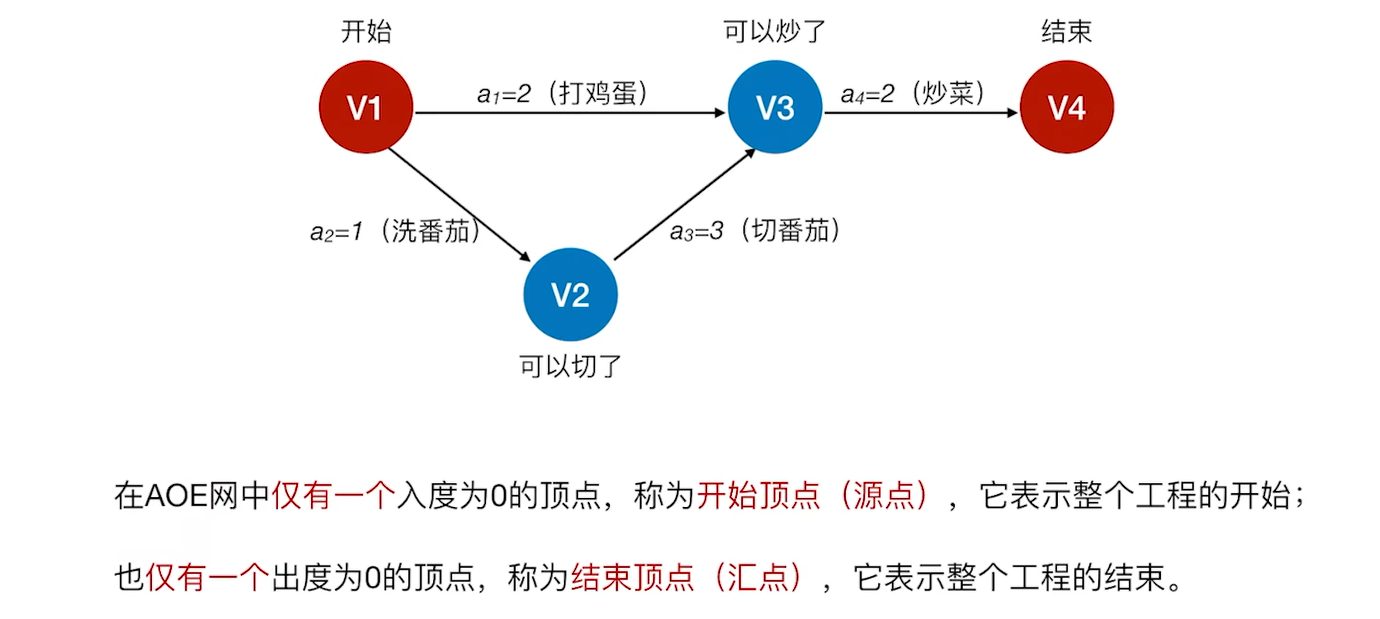 开始
可以炒了
结束
V1
a₁=2（打鸡蛋）
V3
a₄=2（炒菜）
V4
a₂=1（洗番茄）
a₃=3（切番茄）
V2
可以切了
在AOE网中仅有一个入度为0的顶点，称为开始顶点（源点），它表示整个工程的开始；
也仅有一个出度为0的顶点，称为结束顶点（汇点），它表示整个工程的结束。